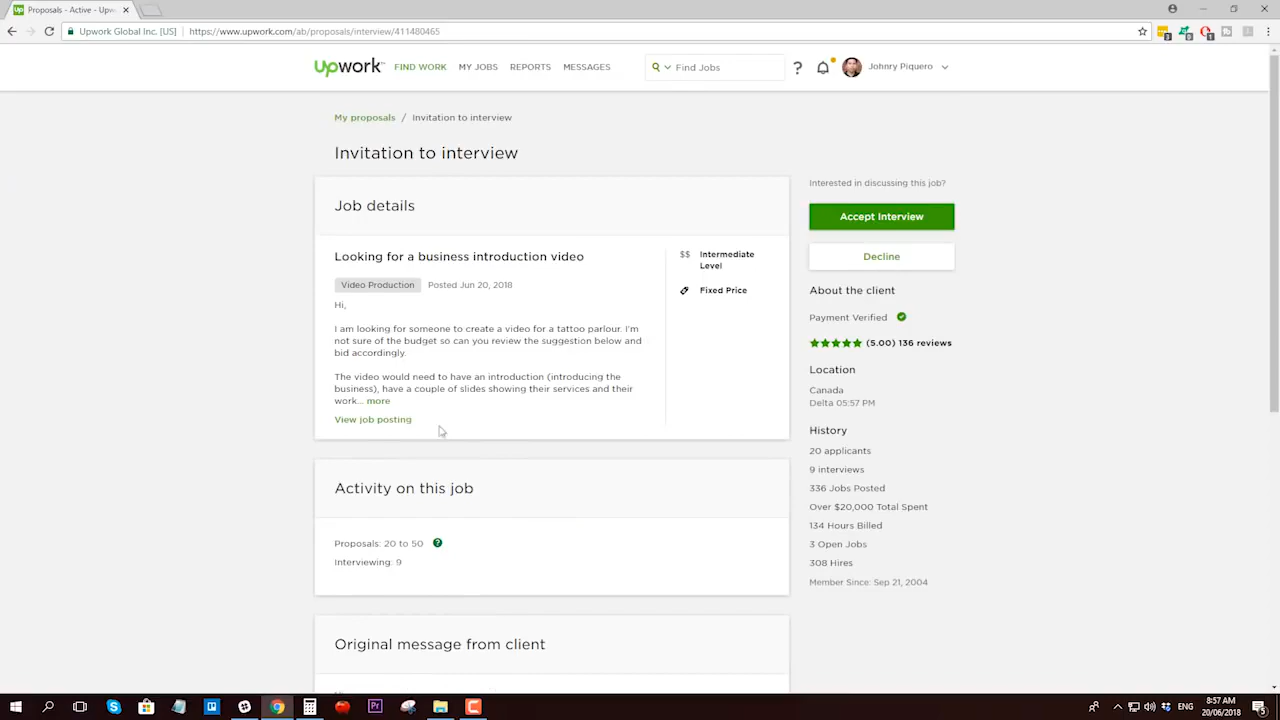 Proposals - Active - Upw
Upwork Global Inc. [US]
https://www.upwork.com/ab/proposals/interview/411480465
upwork
FIND WORK
MY JOBS
REPORTS
MESSAGES
Find Jobs
?
Johnry Piquero
My proposals / Invitation to interview
Invitation to interview
Job details
Looking for a business introduction video
Video Production
Posted Jun 20, 2018
Hi,
I am looking for someone to create a video for a tattoo parlour. I'm
not sure of the budget so can you review the suggestion below and
bid accordingly.
The video would need to have an introduction (introducing the
business), have a couple of slides showing their services and their
work... more
View job posting
$$ Intermediate
Level
Fixed Price
Activity on this job
Proposals: 20 to 50 ?
Interviewing: 9
Original message from client
Interested in discussing this job?
Accept Interview
Decline
About the client
Payment Verified
(5.00) 136 reviews
Location
Canada
Delta 05:57 PM
History
20 applicants
9 interviews
336 Jobs Posted
Over $20,000 Total Spent
134 Hours Billed
3 Open Jobs
308 Hires
Member Since: Sep 21, 2004
ENG
8:57 AM
20/06/2018